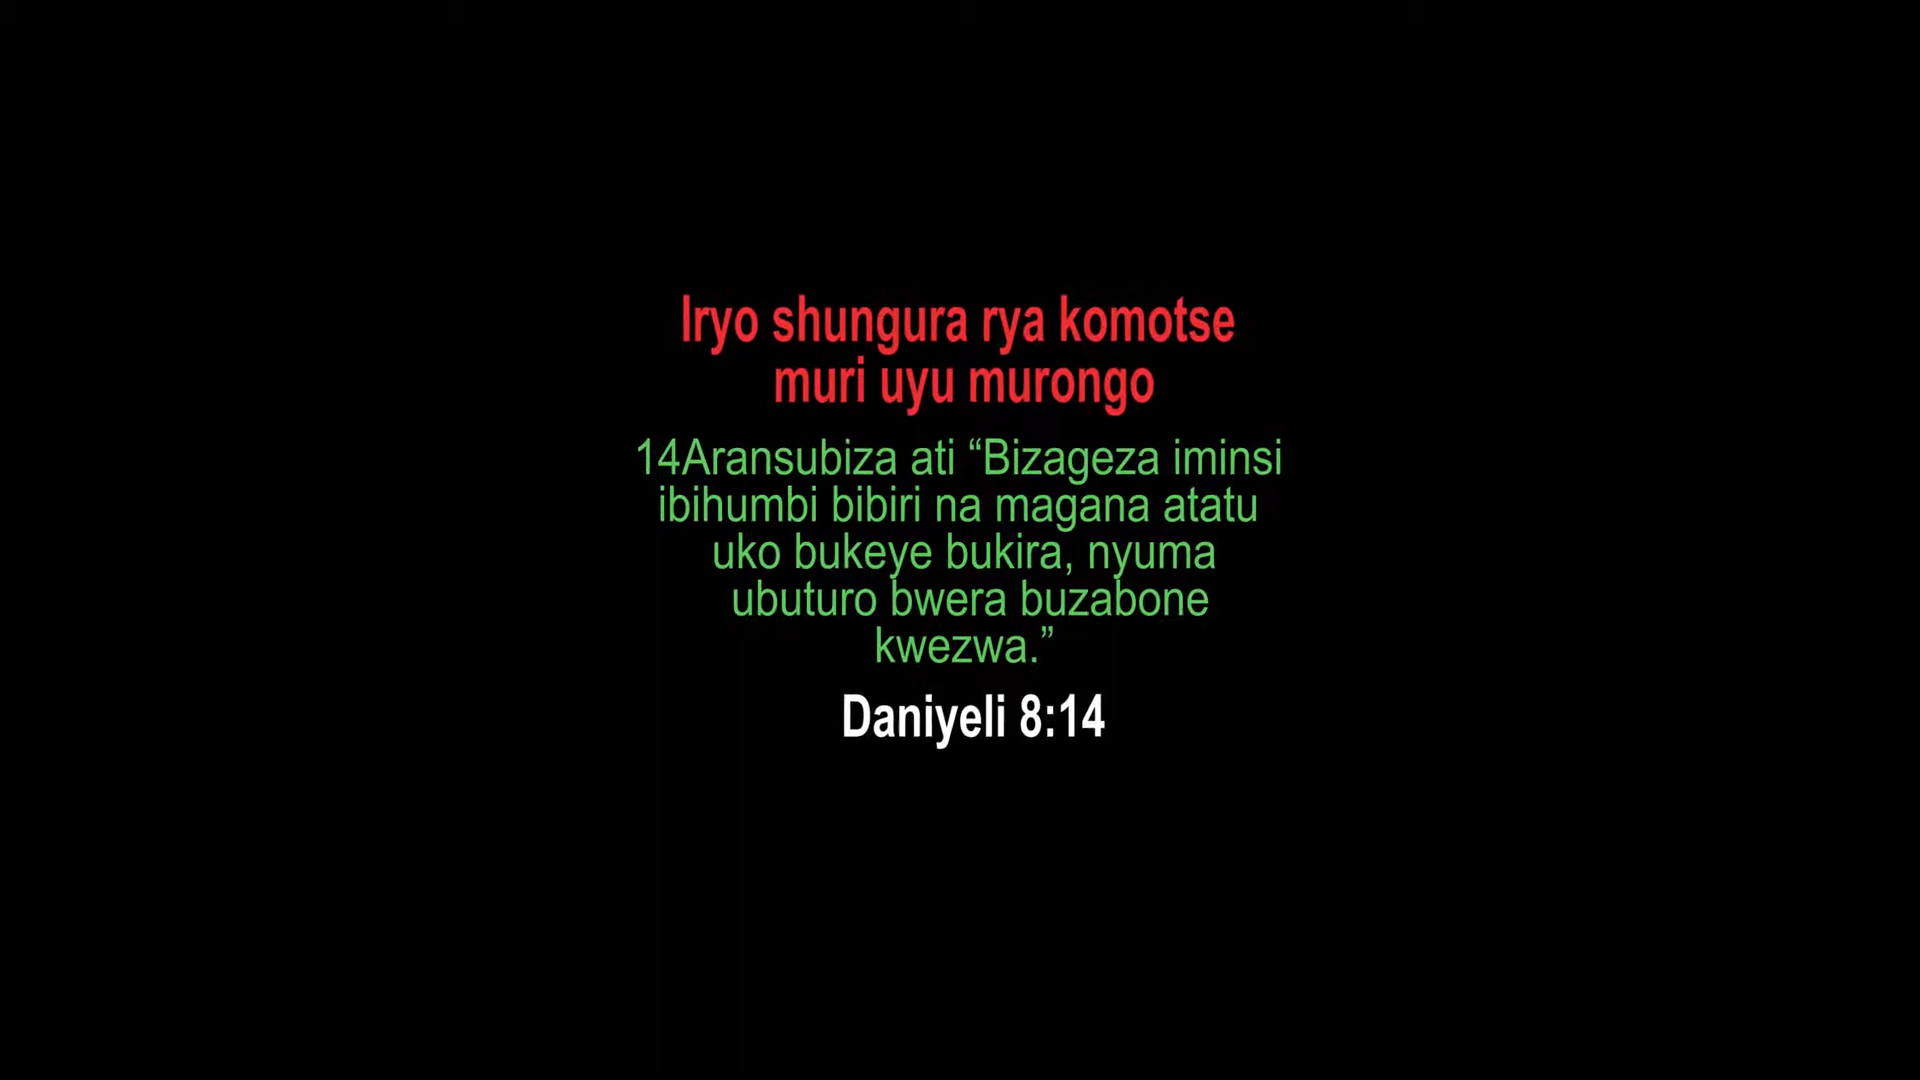 Iryo shungura rya komotse
muri uyu murongo
14Aransubiza ati “Bizageza iminsi
ibihumbi bibiri na magana atatu
uko bukeye bukira, nyuma
ubuturo bwera buzabone
kwezwa.”
Daniyeli 8:14